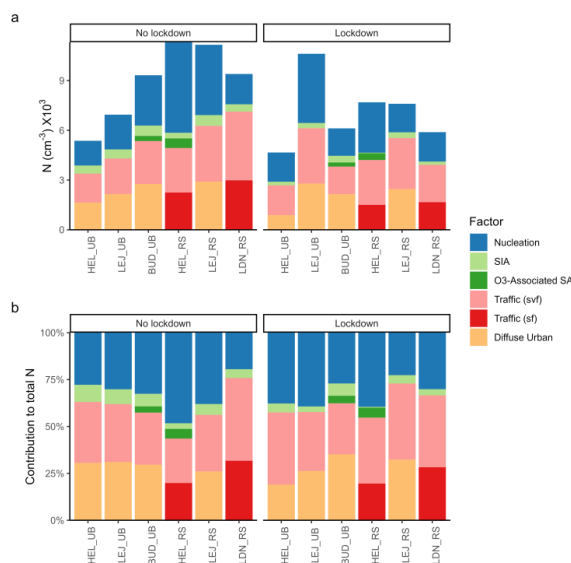 a
No lockdown
Lockdown
N (cm⁻³) X10³
9
6
3
0
HEL_UB
LEJ_UB
BUD_UB
HEL_RS
LEJ_RS
LDN_RS
HEL_UB
LEJ_UB
BUD_UB
HEL_RS
LEJ_RS
LDN_RS
Factor
Nucleation
SIA
O3-Associated SA
Traffic (svf)
Traffic (sf)
Diffuse Urban
b
No lockdown
Lockdown
Contribution to total N
100%
75%
50%
25%
0%
HEL_UB
LEJ_UB
BUD_UB
HEL_RS
LEJ_RS
LDN_RS
HEL_UB
LEJ_UB
BUD_UB
HEL_RS
LEJ_RS
LDN_RS